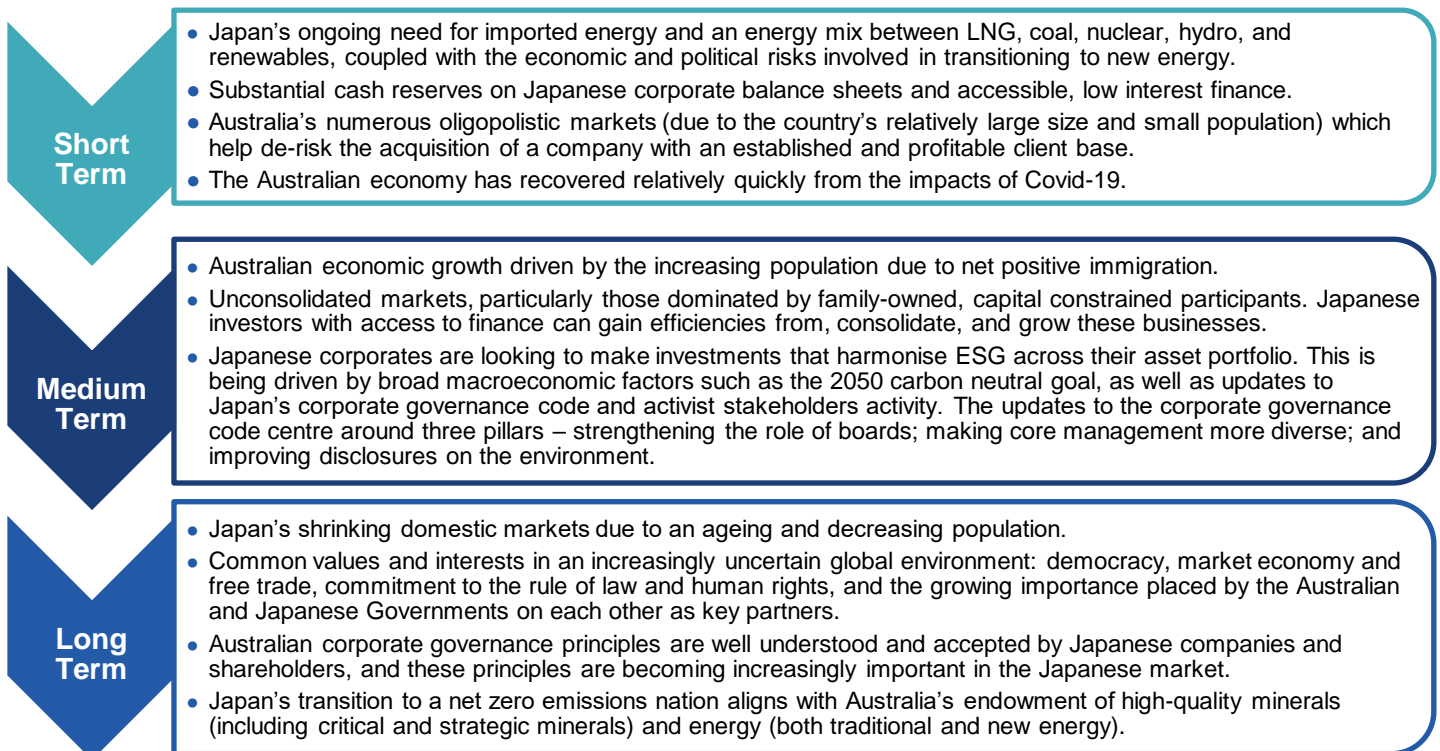 Short
Term
• Japan's ongoing need for imported energy and an energy mix between LNG, coal, nuclear, hydro, and
renewables, coupled with the economic and political risks involved in transitioning to new energy.
• Substantial cash reserves on Japanese corporate balance sheets and accessible, low interest finance.
• Australia's numerous oligopolistic markets (due to the country's relatively large size and small population) which
help de-risk the acquisition of a company with an established and profitable client base.
• The Australian economy has recovered relatively quickly from the impacts of Covid-19.
Medium
Term
• Australian economic growth driven by the increasing population due to net positive immigration.
• Unconsolidated markets, particularly those dominated by family-owned, capital constrained participants. Japanese
investors with access to finance can gain efficiencies from, consolidate, and grow these businesses.
• Japanese corporates are looking to make investments that harmonise ESG across their asset portfolio. This is
being driven by broad macroeconomic factors such as the 2050 carbon neutral goal, as well as updates to
Japan's corporate governance code and activist stakeholders activity. The updates to the corporate governance
code centre around three pillars – strengthening the role of boards; making core management more diverse; and
improving disclosures on the environment.
Long
Term
• Japan's shrinking domestic markets due to an ageing and decreasing population.
• Common values and interests in an increasingly uncertain global environment: democracy, market economy and
free trade, commitment to the rule of law and human rights, and the growing importance placed by the Australian
and Japanese Governments on each other as key partners.
• Australian corporate governance principles are well understood and accepted by Japanese companies and
shareholders, and these principles are becoming increasingly important in the Japanese market.
• Japan's transition to a net zero emissions nation aligns with Australia's endowment of high-quality minerals
(including critical and strategic minerals) and energy (both traditional and new energy).